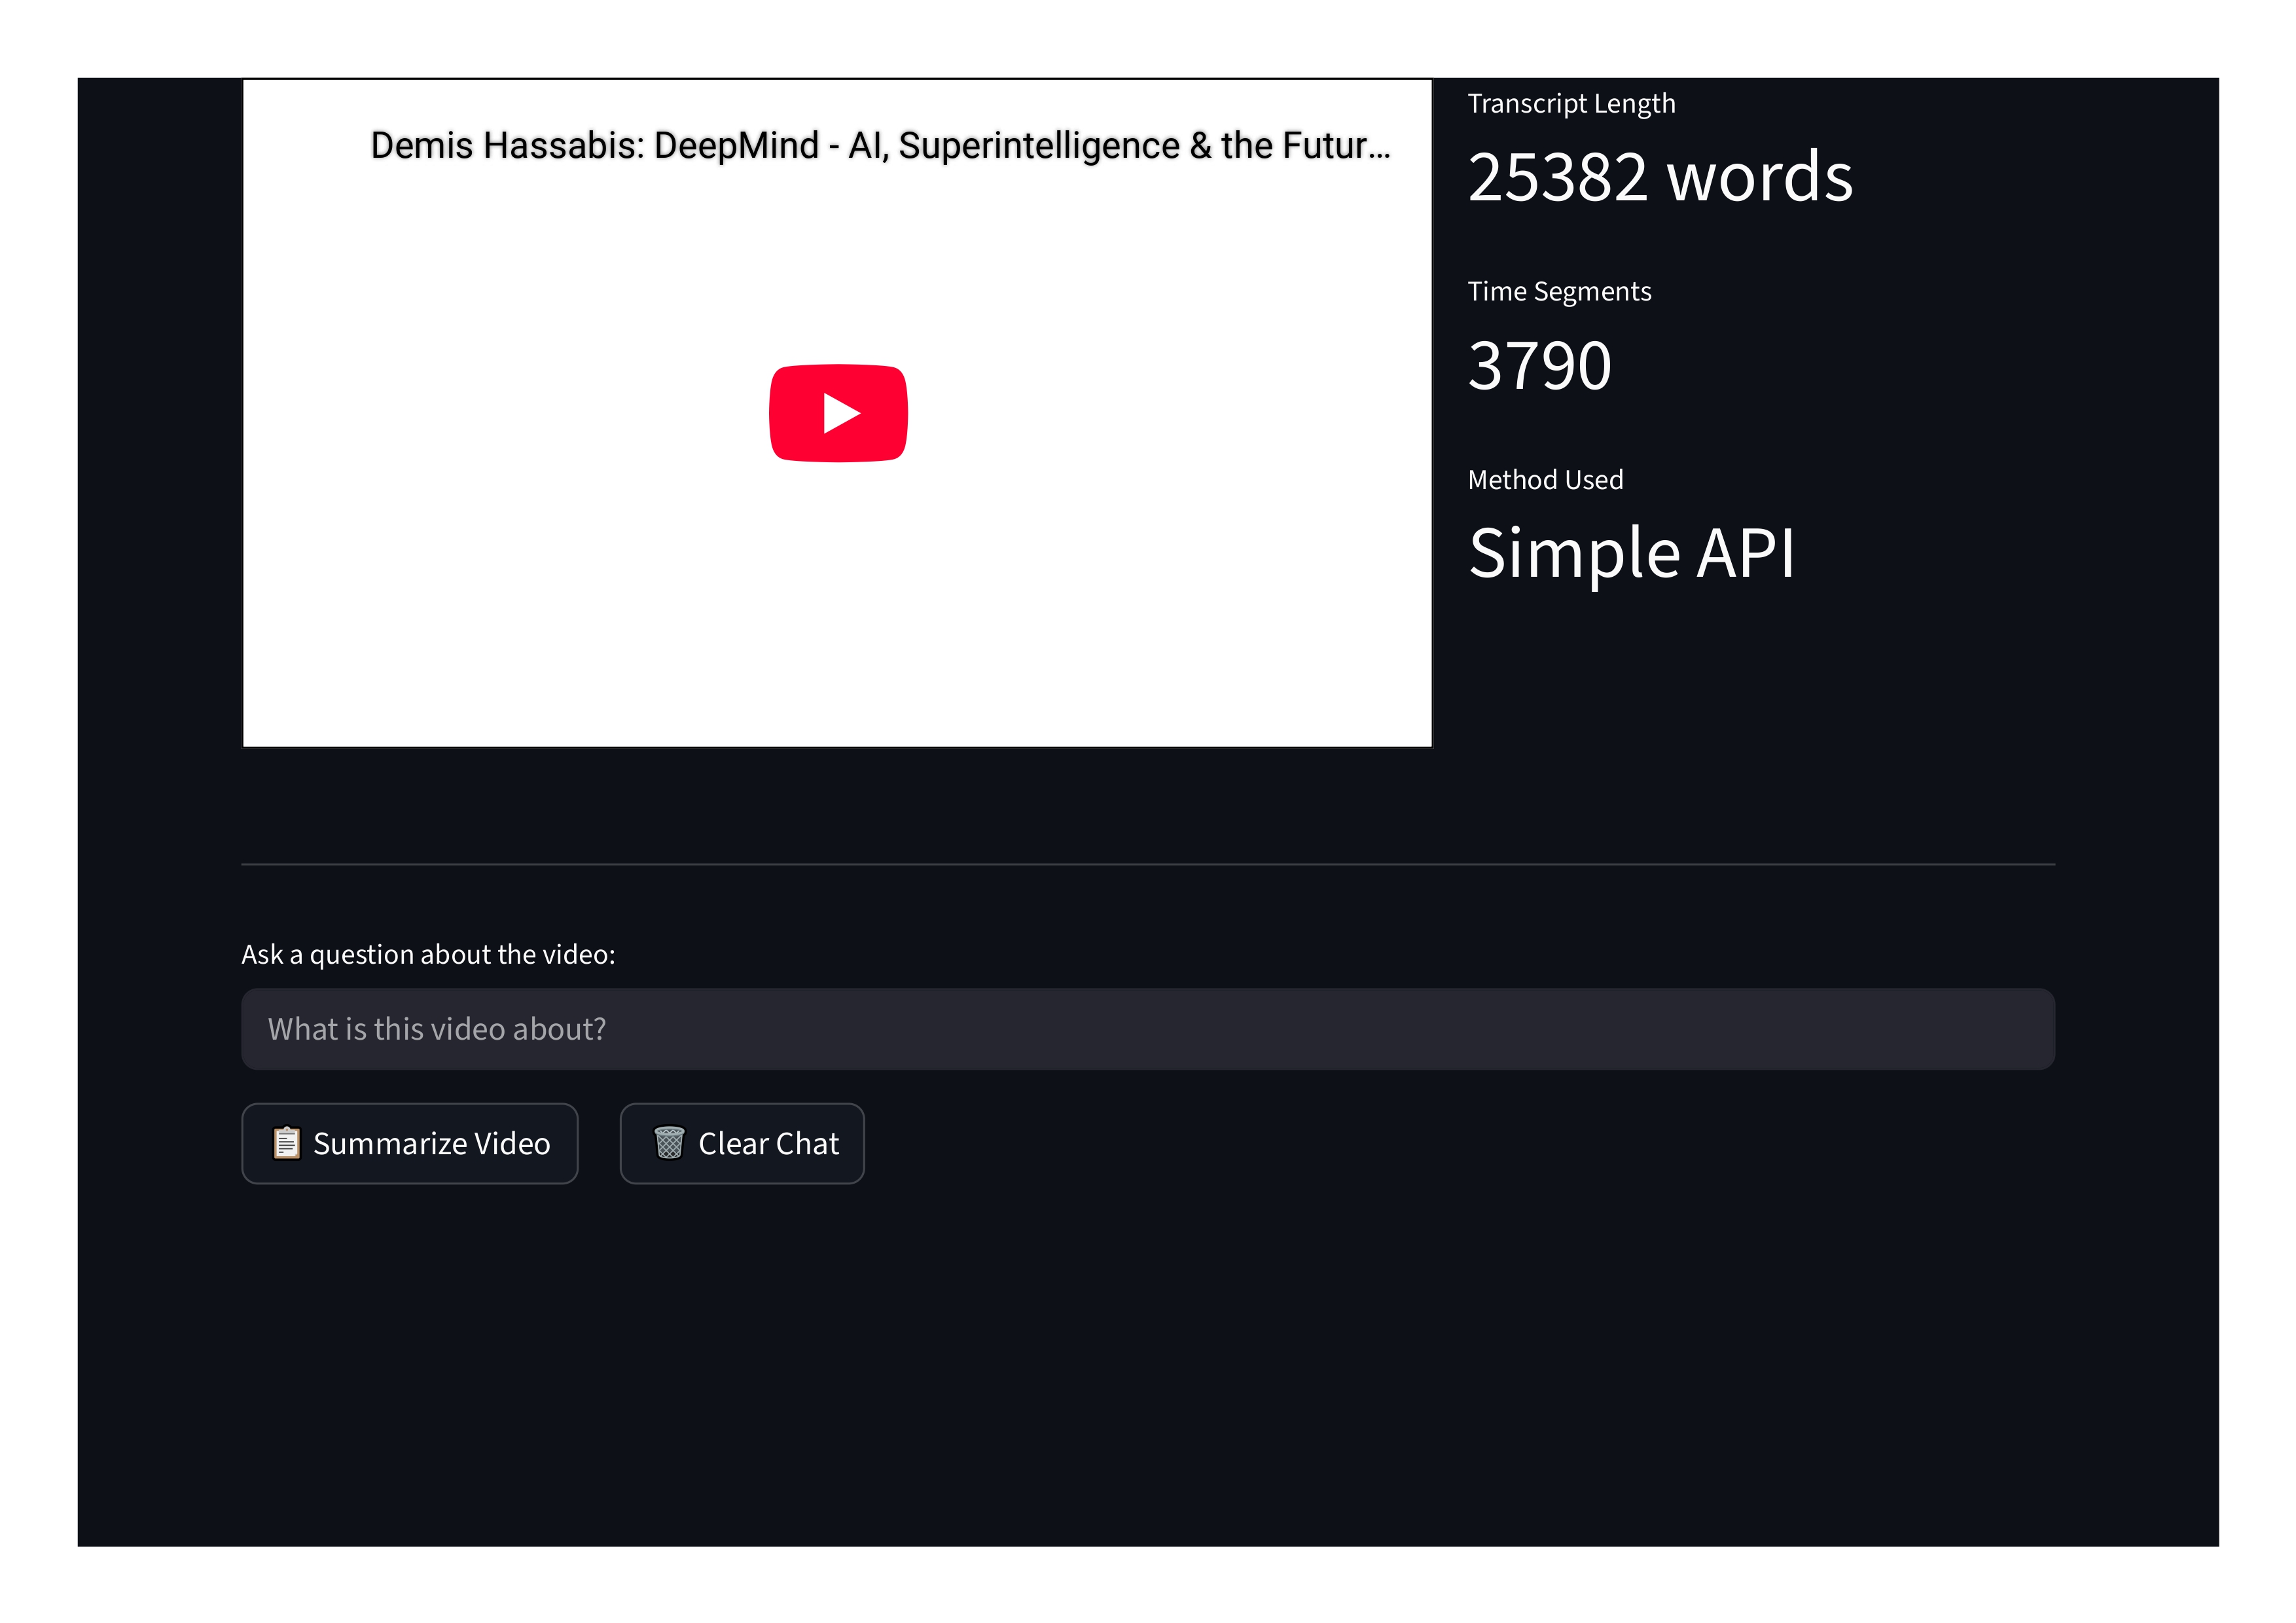 Demis Hassabis: DeepMind - AI, Superintelligence & the Futur...
Transcript Length
25382 words
Time Segments
3790
Method Used
Simple API
Ask a question about the video:
What is this video about?
📋 Summarize Video
🗑️ Clear Chat